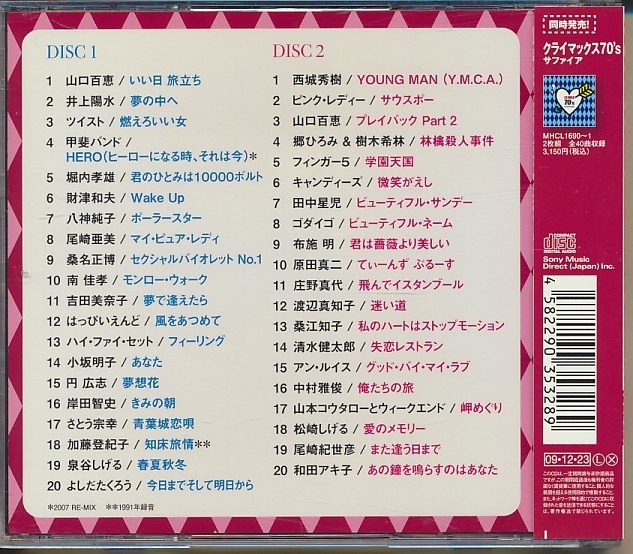 DISC 1
1 山口百恵 / いい日 旅立ち
2 井上陽水 / 夢の中へ
3 ツイスト / 燃えろいい女
4 甲斐バンド /
HERO(ヒーローになる時、それは今)*
5 堀内孝雄 / 君のひとみは10000ボルト
6 財津和夫 / Wake Up
7 八神純子 / ポーラースター
8 尾崎亜美 / マイ・ピュア・レディ
9 桑名正博 / セクシャルバイオレット No.1
10 南 佳孝 / モンロー・ウォーク
11 吉田美奈子 / 夢で逢えたら
12 はっぴいえんど / 風をあつめて
13 ハイ・ファイ・セット / フィーリング
14 小坂明子 / あなた
15 円 広志 / 夢想花
16 岸田智史 / きみの朝
17 さとう宗幸 / 青葉城恋唄
18 加藤登紀子 / 知床旅情**
19 泉谷しげる / 春夏秋冬
20 よしだたくろう / 今日までそして明日から
*2007 RE-MIX **1991年録音
DISC 2
1 西城秀樹 / YOUNG MAN (Y.M.C.A.)
2 ピンク・レディー / サウスポー
3 山口百恵 / プレイバック Part 2
4 郷ひろみ & 樹木希林 / 林檎殺人事件
5 フィンガー5 / 学園天国
6 キャンディーズ / 微笑がえし
7 田中星児 / ビューティフル・サンデー
8 ゴダイゴ / ビューティフル・ネーム
9 布施 明 / 君は薔薇より美しい
10 原田真二 / てぃーんず ぶるーす
11 庄野真代 / 飛んでイスタンブール
12 渡辺真知子 / 迷い道
13 桑江知子 / 私のハートはストップモーション
14 清水健太郎 / 失恋レストラン
15 アン・ルイス / グッド・バイ・マイ・ラブ
16 中村雅俊 / 俺たちの旅
17 山本コウタローとウィークエンド / 岬めぐり
18 松崎しげる / 愛のメモリー
19 尾崎紀世彦 / また逢う日まで
20 和田アキ子 / あの鐘を鳴らすのはあなた
同時発売!
クライマックス70's
サファイア
70's
MHCL1690~1
2枚組 全40曲収録
3,150円(税込)
COMPACT
disc
DIGITAL AUDIO
Sony Music
Direct (Japan) Inc.
4 582290 353289
09・12・23 L X